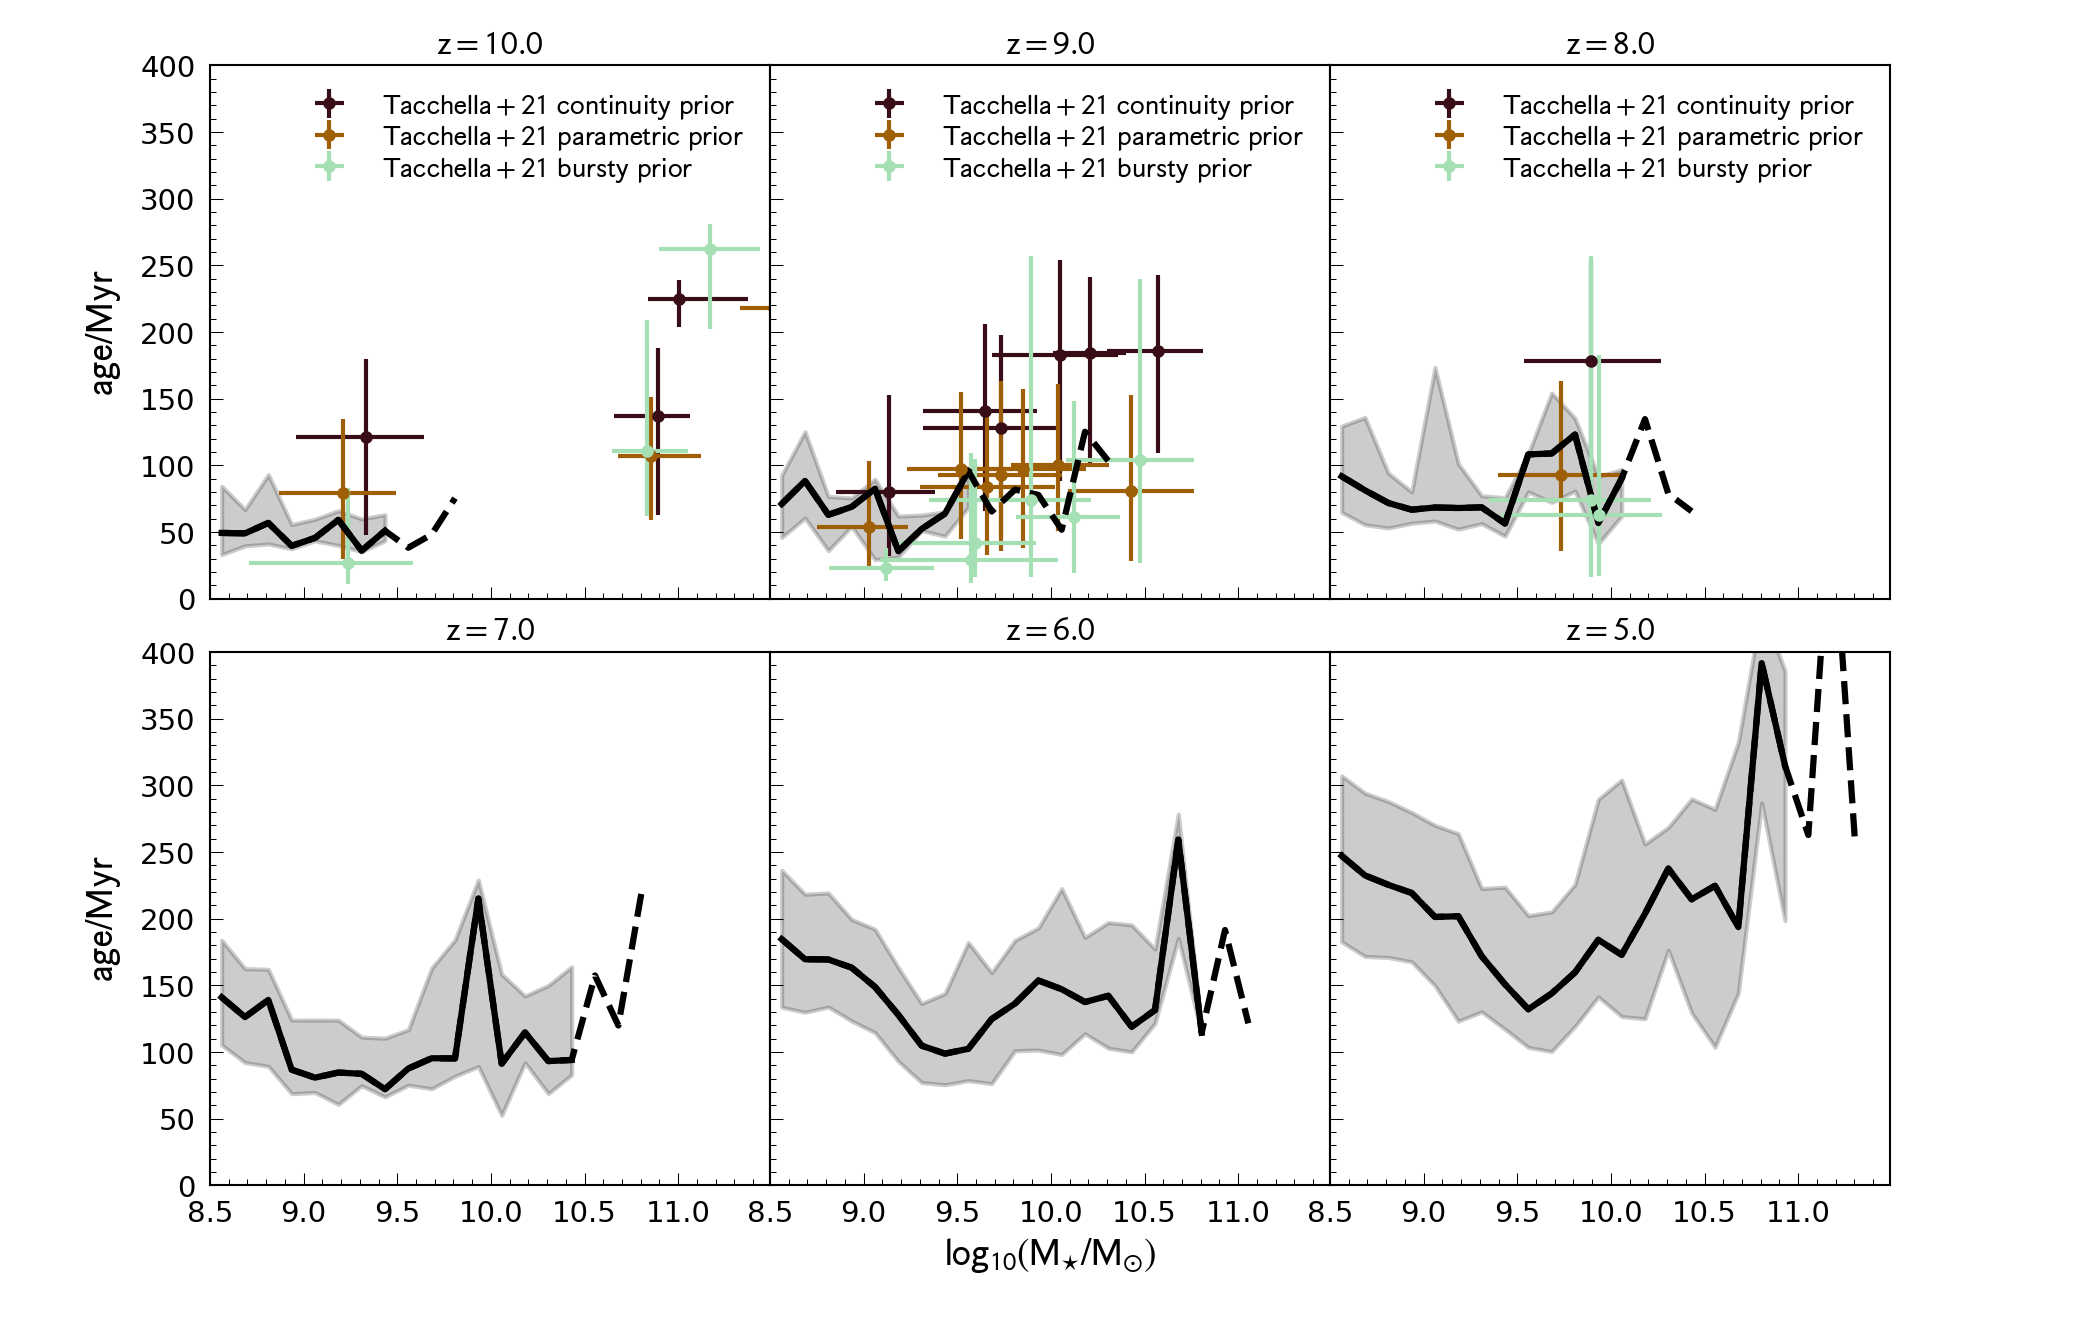 z=10.0 z=9.0 z=8.0
400
350
300
250
200
150
100
50
0
age/Myr
Tacchella+21 continuity prior
Tacchella+21 parametric prior
Tacchella+21 bursty prior
Tacchella+21 continuity prior
Tacchella+21 parametric prior
Tacchella+21 bursty prior
Tacchella+21 continuity prior
Tacchella+21 parametric prior
Tacchella+21 bursty prior
z=7.0 z=6.0 z=5.0
400
350
300
250
200
150
100
50
0
age/Myr
8.5 9.0 9.5 10.0 10.5 11.0 8.5 9.0 9.5 10.0 10.5 11.0 8.5 9.0 9.5 10.0 10.5 11.0
log₁₀(M⋆/M⊙)